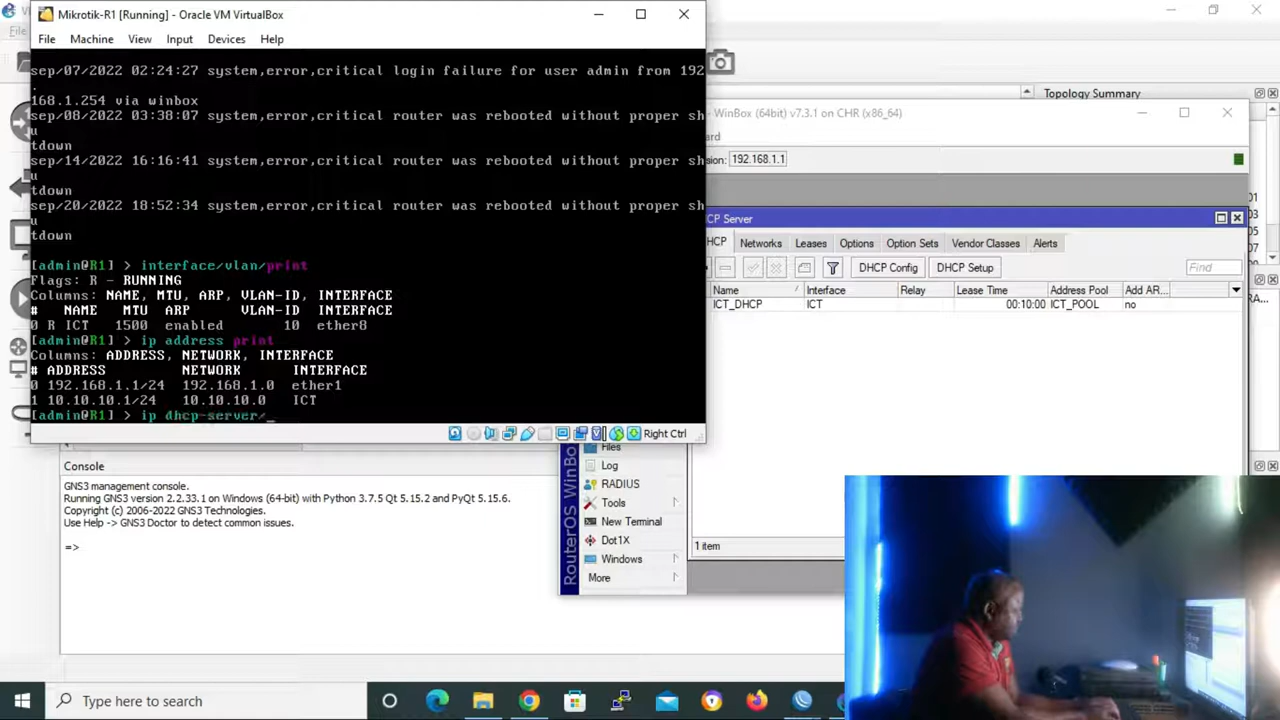 Mikrotik-R1 [Running] - Oracle VM VirtualBox
File Machine View Input Devices Help
sep/07/2022 02:24:27 system,error,critical login failure for user admin from 192
.
168.1.254 via winbox
sep/08/2022 03:38:07 system,error,critical router was rebooted without proper sh
u
tdown
sep/14/2022 16:16:41 system,error,critical router was rebooted without proper sh
u
tdown
sep/20/2022 18:52:34 system,error,critical router was rebooted without proper sh
u
tdown
[admin@R1] > interface/vlan/print
Flags: R - RUNNING
Columns: NAME, MTU, ARP, VLAN-ID, INTERFACE
# NAME MTU ARP VLAN-ID INTERFACE
0 R ICT 1500 enabled 10 ether8
[admin@R1] > ip address print
Columns: ADDRESS, NETWORK, INTERFACE
# ADDRESS NETWORK INTERFACE
0 192.168.1.1/24 192.168.1.0 ether1
1 10.10.10.1/24 10.10.10.0 ICT
[admin@R1] > ip dhcp-server/_
Right Ctrl
Topology Summary
WinBox (64bit) v7.3.1 on CHR (x86_64)
ard
sion: 192.168.1.1
CP Server
HCP Networks Leases Options Option Sets Vendor Classes Alerts
DHCP Config DHCP Setup Find
Name Interface Relay Lease Time Address Pool Add AR...
ICT_DHCP ICT 00:10:00 ICT_POOL no
1 item
Files
Log
RADIUS
Tools
New Terminal
Dot1X
Windows
More
RouterOS WinBox
Console
GNS3 management console.
Running GNS3 version 2.2.33.1 on Windows (64-bit) with Python 3.7.5 Qt 5.15.2 and PyQt 5.15.6.
Copyright (c) 2006-2022 GNS3 Technologies.
Use Help -> GNS3 Doctor to detect common issues.
=>
Type here to search